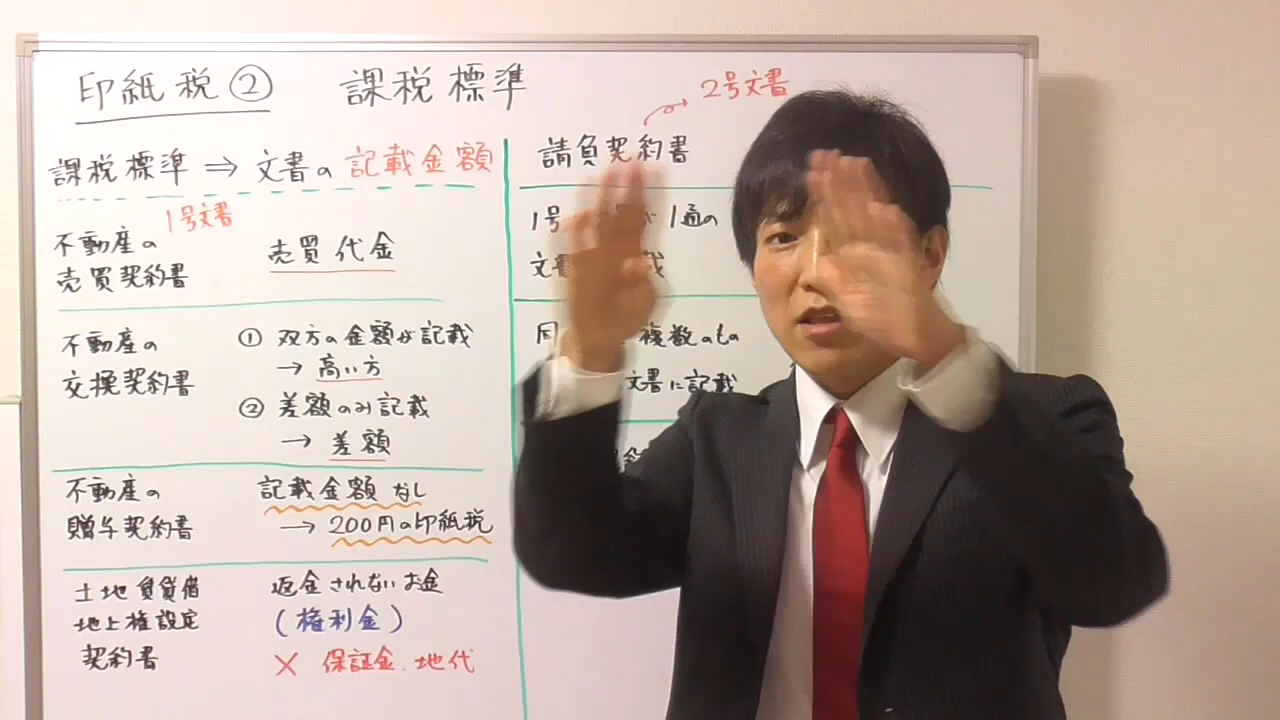 印紙税② 課税標準
課税標準 ⇒ 文書の記載金額
1号文書
不動産の
売買契約書
売買代金
不動産の
交換契約書
① 双方の金額が記載
→ 高い方
② 差額のみ記載
→ 差額
不動産の
贈与契約書
記載金額なし
→ 200円の印紙税
土地賃貸借
地上権設定
契約書
返金されないお金
(権利金)
× 保証金.地代
2号文書
請負契約書
1号
1通の
文書
載
同
複数のもの
文書に記載